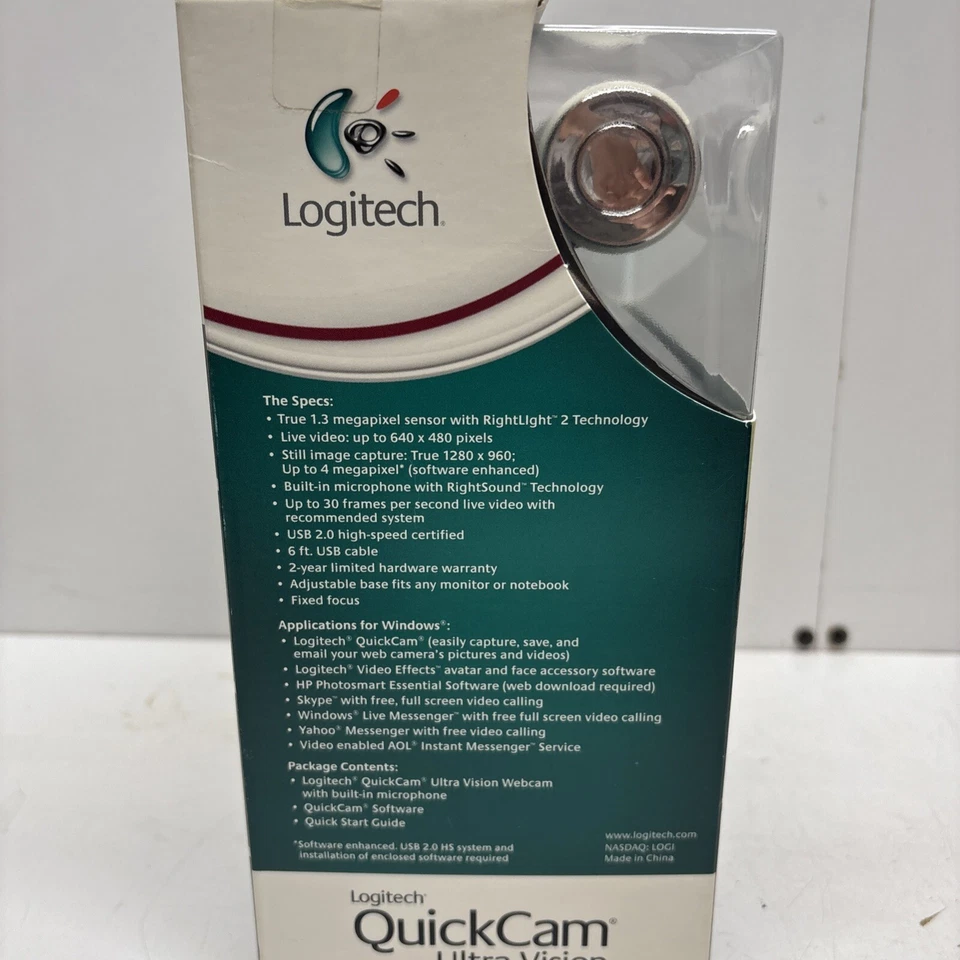 Logitech®
The Specs:
• True 1.3 megapixel sensor with RightLIght™ 2 Technology
• Live video: up to 640 x 480 pixels
• Still image capture: True 1280 x 960;
Up to 4 megapixel* (software enhanced)
• Built-in microphone with RightSound™ Technology
• Up to 30 frames per second live video with
recommended system
• USB 2.0 high-speed certified
• 6 ft. USB cable
• 2-year limited hardware warranty
• Adjustable base fits any monitor or notebook
• Fixed focus
Applications for Windows®:
• Logitech® QuickCam® (easily capture, save, and
email your web camera's pictures and videos)
• Logitech® Video Effects™ avatar and face accessory software
• HP Photosmart Essential Software (web download required)
• Skype™ with free, full screen video calling
• Windows® Live Messenger™ with free full screen video calling
• Yahoo® Messenger with free video calling
• Video enabled AOL® Instant Messenger™ Service
Package Contents:
• Logitech® QuickCam® Ultra Vision Webcam
with built-in microphone
• QuickCam® Software
• Quick Start Guide
*Software enhanced. USB 2.0 HS system and
installation of enclosed software required
www.logitech.com
NASDAQ: LOGI
Made in China
Logitech®
QuickCam®
Ultra Vision